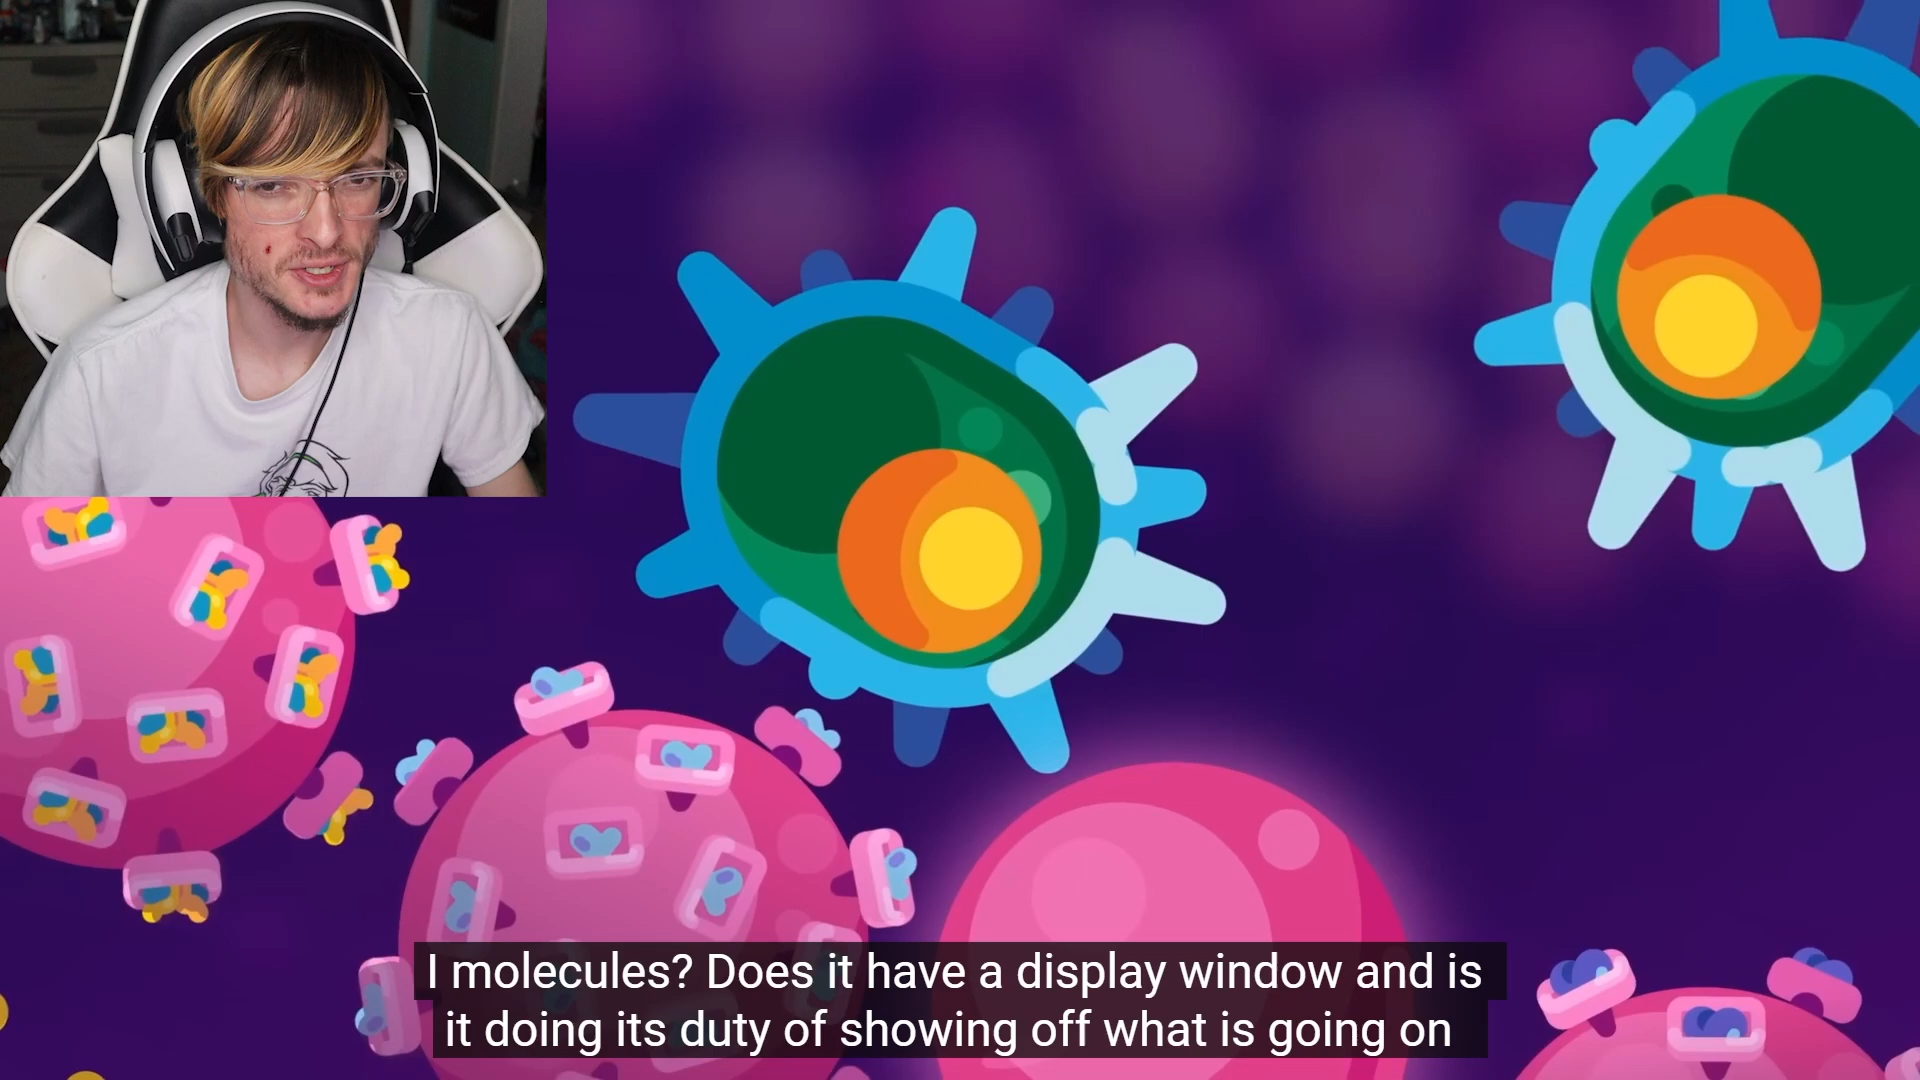 I molecules? Does it have a display window and is
it doing its duty of showing off what is going on